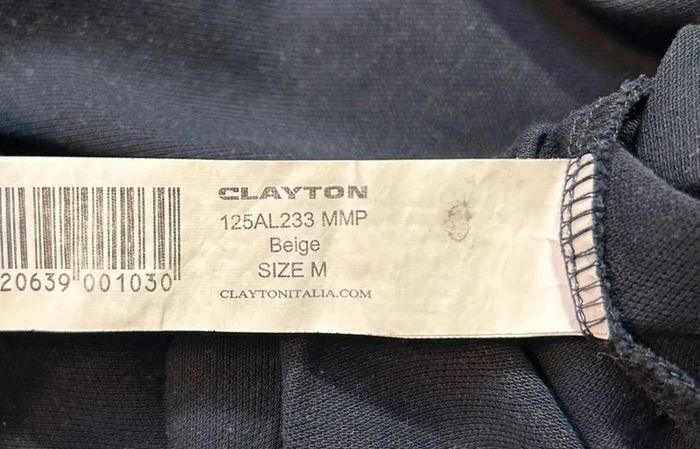 CLAYTON
125AL233 MMP
Beige
SIZE M
CLAYTONITALIA.COM
20639 001030